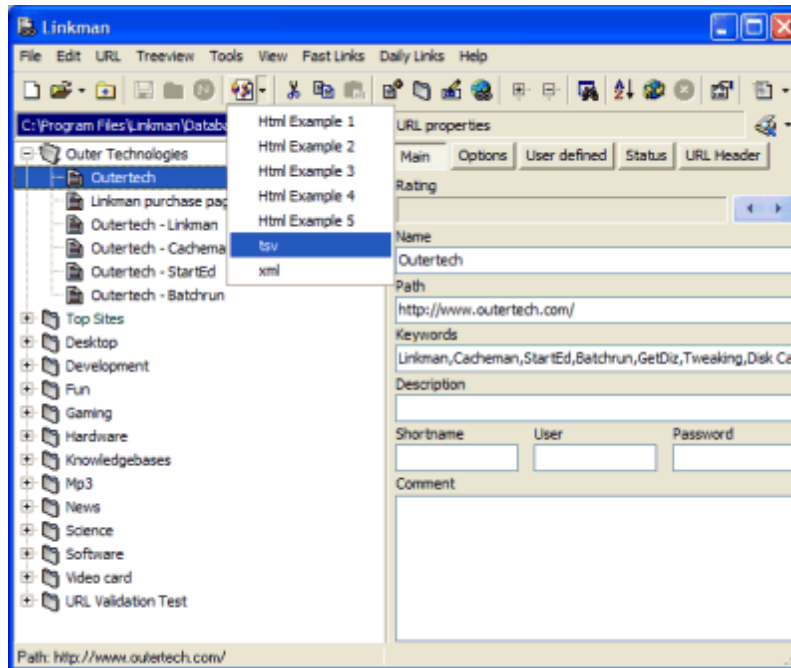 Linkman
File Edit URL Treeview Tools View Fast Links Daily Links Help
C:\Program Files\Linkman\Databa
Html Example 1
Html Example 2
Html Example 3
Html Example 4
Html Example 5
tsv
xml
Outer Technologies
Outertech
Linkman purchase pag
Outertech - Linkman
Outertech - Cachema
Outertech - StartEd
Outertech - Batchrun
Top Sites
Desktop
Development
Fun
Gaming
Hardware
Knowledgebases
Mp3
News
Science
Software
Video card
URL Validation Test
URL properties
Main Options User defined Status URL Header
Rating
Name
Outertech
Path
http://www.outertech.com/
Keywords
Linkman,Cacheman,StartEd,Batchrun,GetDiz,Tweaking,Disk Ca
Description
Shortname User Password
Comment
Path: http://www.outertech.com/